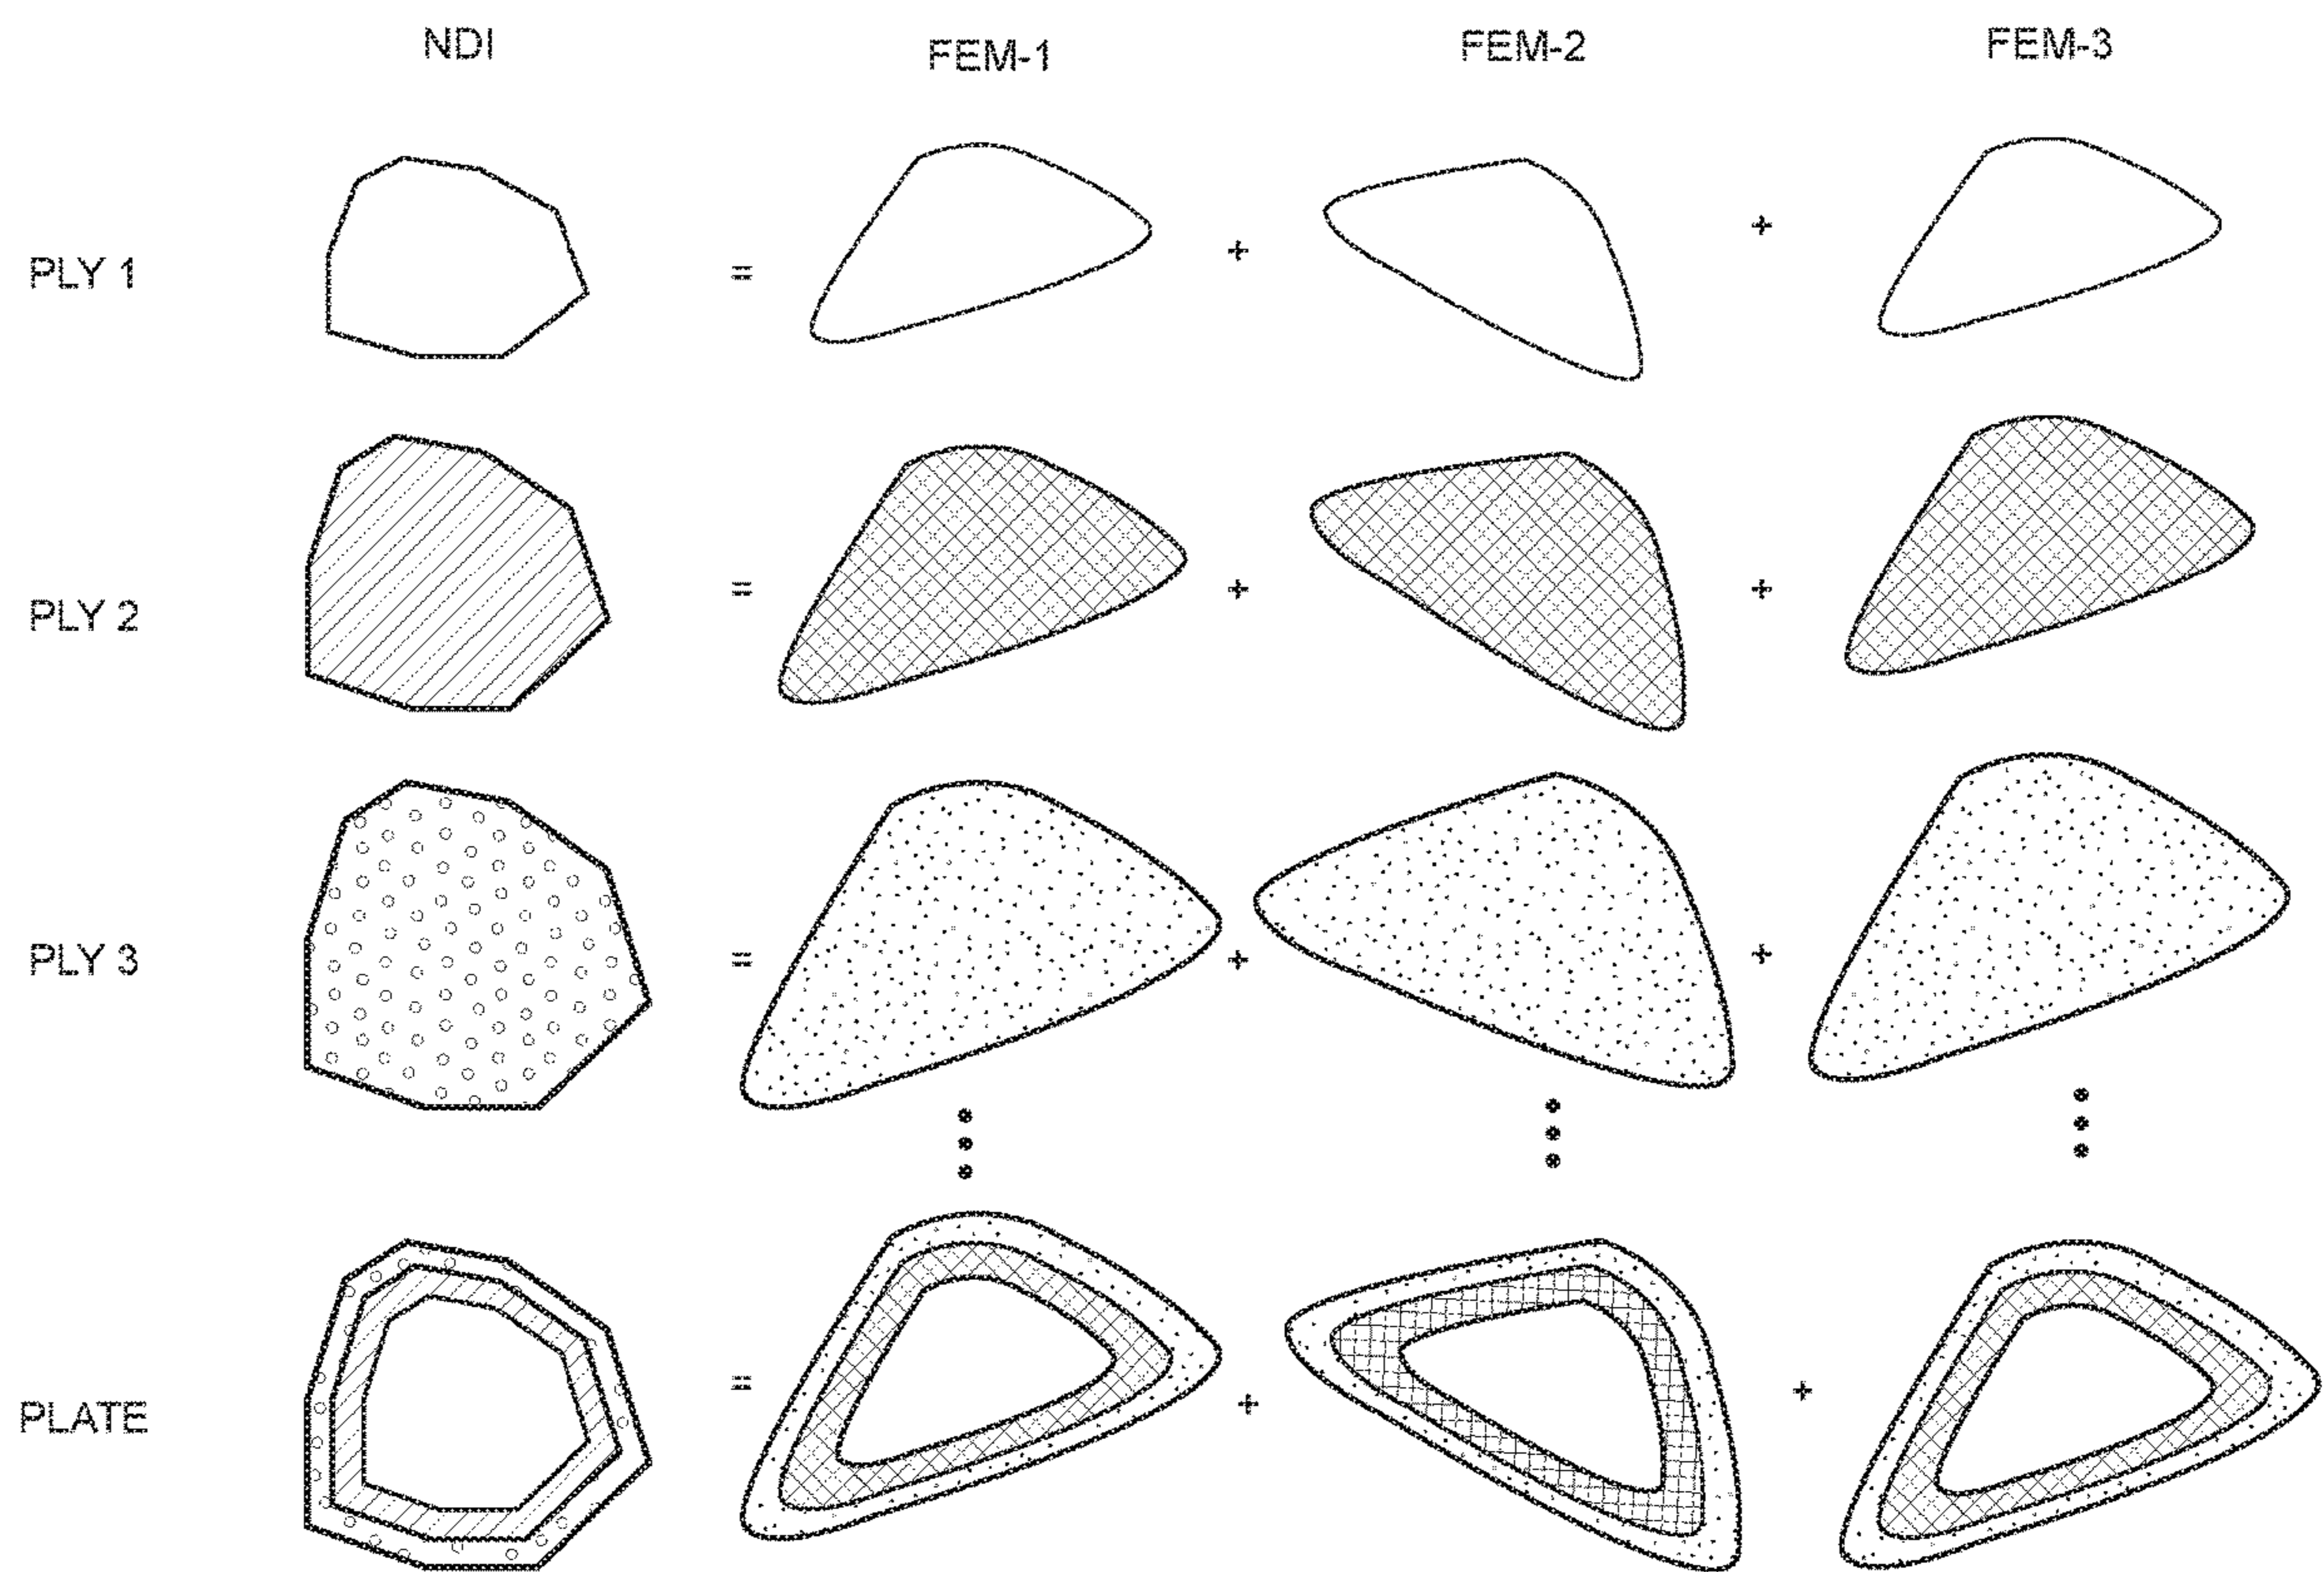 NDI FEM-1 FEM-2 FEM-3
PLY 1 = + +
PLY 2 = + +
PLY 3 = + +
PLATE = + +